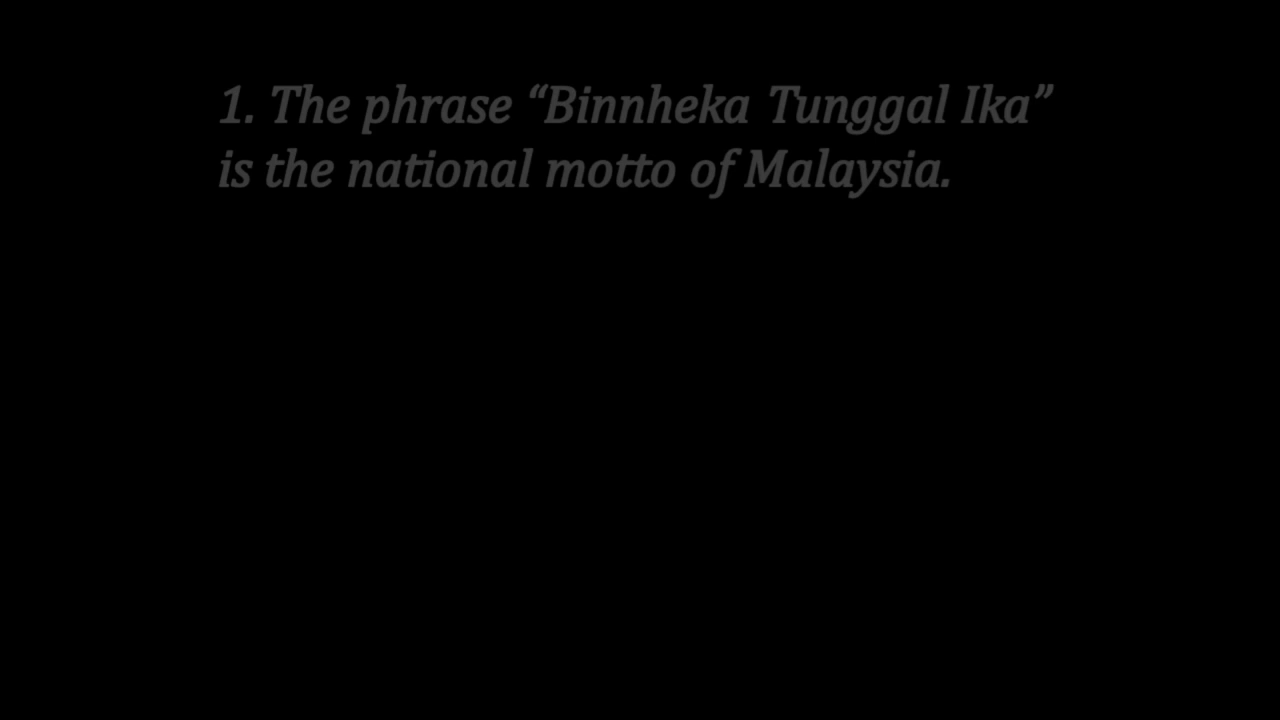 1. The phrase “Binnheka Tunggal Ika”
is the national motto of Malaysia.